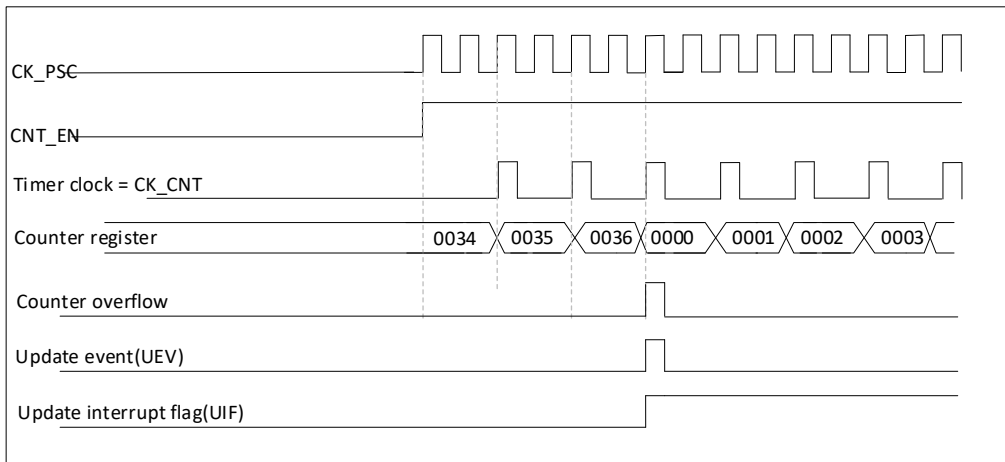 CK_PSC
CNT_EN
Timer clock = CK_CNT
Counter register 0034 0035 0036 0000 0001 0002 0003
Counter overflow
Update event(UEV)
Update interrupt flag(UIF)